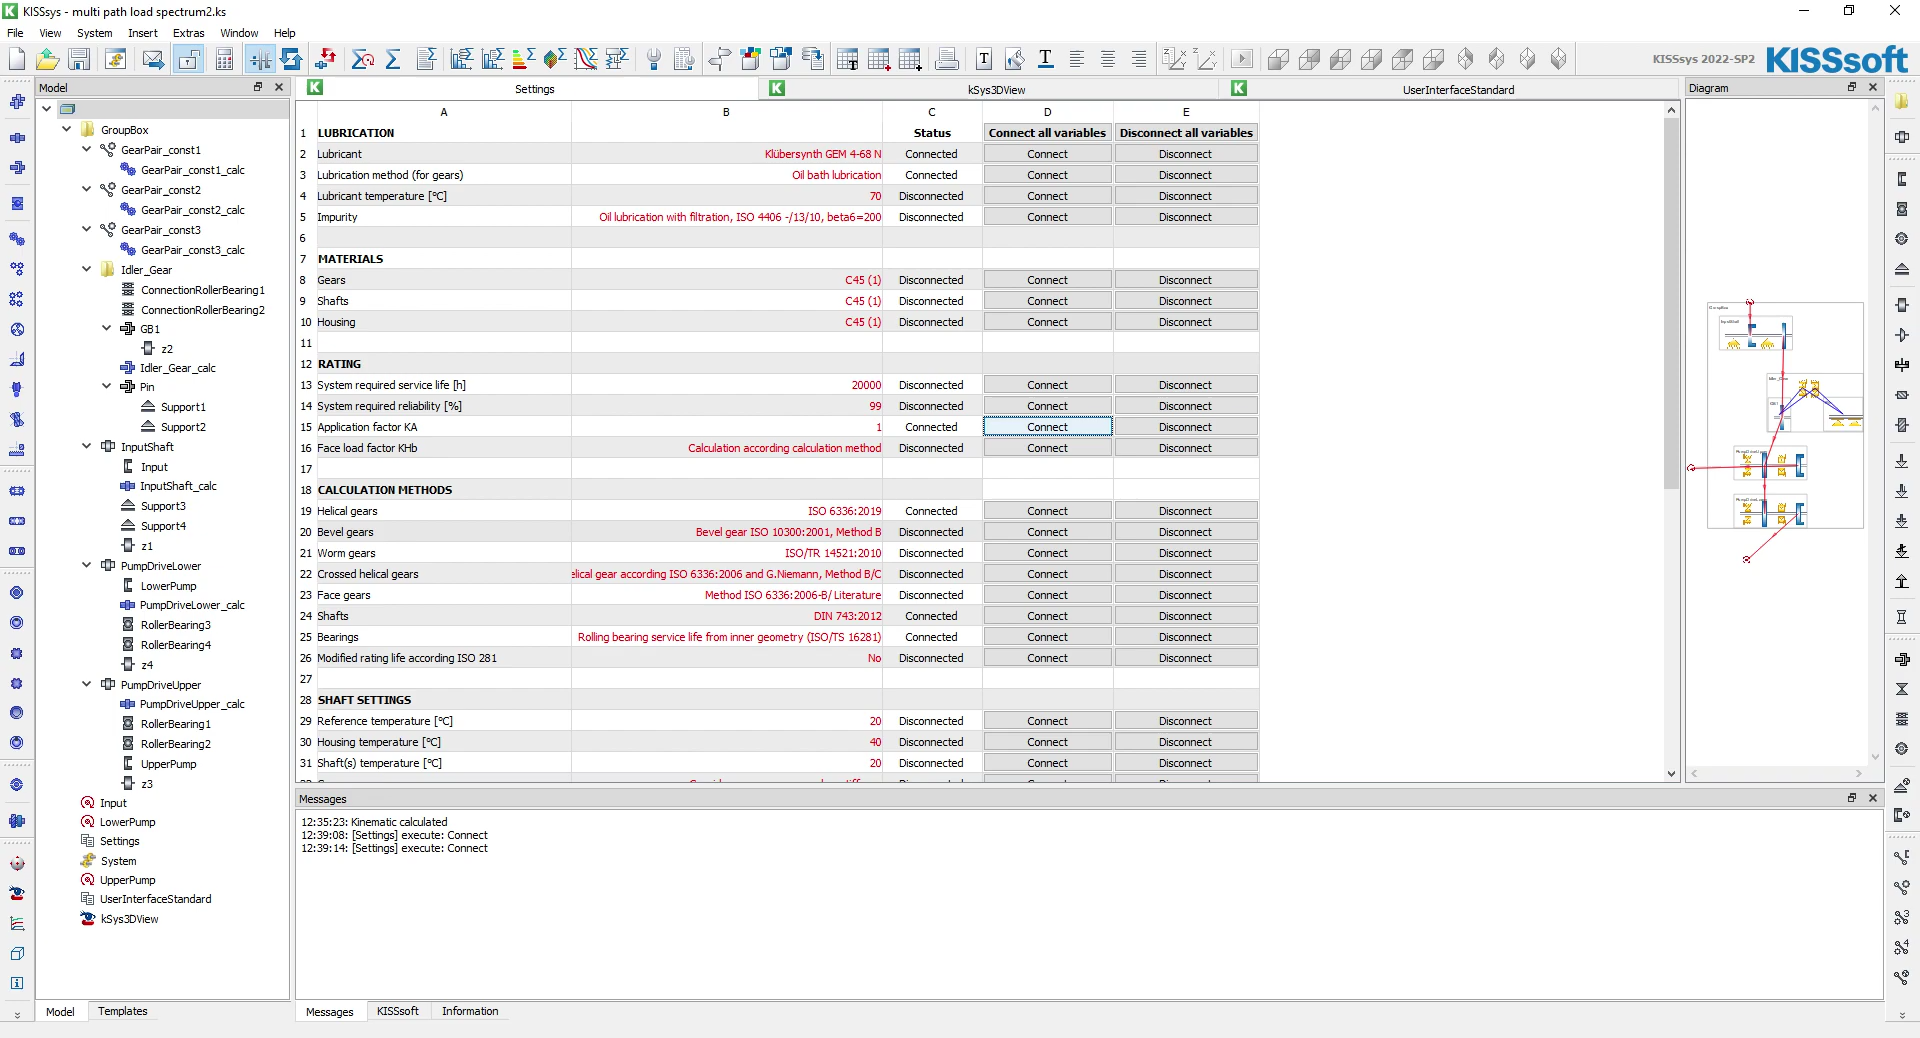 KISSsys - multi path load spectrum2.ks
File View System Insert Extras Window Help
KISSsys 2022-SP2 KISSsoft
Model
GroupBox
GearPair_const1
GearPair_const1_calc
GearPair_const2
GearPair_const2_calc
GearPair_const3
GearPair_const3_calc
Idler_Gear
ConnectionRollerBearing1
ConnectionRollerBearing2
GB1
z2
Idler_Gear_calc
Pin
Support1
Support2
InputShaft
Input
InputShaft_calc
Support3
Support4
z1
PumpDriveLower
LowerPump
PumpDriveLower_calc
RollerBearing3
RollerBearing4
z4
PumpDriveUpper
PumpDriveUpper_calc
RollerBearing1
RollerBearing2
UpperPump
z3
Input
LowerPump
Settings
System
UpperPump
UserInterfaceStandard
kSys3DView
Model Templates
Settings kSys3DView UserInterfaceStandard
A B C D E
1 LUBRICATION Status Connect all variables Disconnect all variables
2 Lubricant Klübersynth GEM 4-68 N Connected Connect Disconnect
3 Lubrication method (for gears) Oil bath lubrication Connected Connect Disconnect
4 Lubricant temperature [°C] 70 Disconnected Connect Disconnect
5 Impurity Oil lubrication with filtration, ISO 4406 -/13/10, beta6=200 Disconnected Connect Disconnect
6
7 MATERIALS
8 Gears C45 (1) Disconnected Connect Disconnect
9 Shafts C45 (1) Disconnected Connect Disconnect
10 Housing C45 (1) Disconnected Connect Disconnect
11
12 RATING
13 System required service life [h] 20000 Disconnected Connect Disconnect
14 System required reliability [%] 99 Disconnected Connect Disconnect
15 Application factor KA 1 Connected Connect Disconnect
16 Face load factor KHb Calculation according calculation method Disconnected Connect Disconnect
17
18 CALCULATION METHODS
19 Helical gears ISO 6336:2019 Connected Connect Disconnect
20 Bevel gears Bevel gear ISO 10300:2001, Method B Disconnected Connect Disconnect
21 Worm gears ISO/TR 14521:2010 Disconnected Connect Disconnect
22 Crossed helical gears elical gear according ISO 6336:2006 and G.Niemann, Method B/C Disconnected Connect Disconnect
23 Face gears Method ISO 6336:2006-B/ Literature Disconnected Connect Disconnect
24 Shafts DIN 743:2012 Connected Connect Disconnect
25 Bearings Rolling bearing service life from inner geometry (ISO/TS 16281) Connected Connect Disconnect
26 Modified rating life according ISO 281 No Disconnected Connect Disconnect
27
28 SHAFT SETTINGS
29 Reference temperature [°C] 20 Disconnected Connect Disconnect
30 Housing temperature [°C] 40 Disconnected Connect Disconnect
31 Shaft(s) temperature [°C] 20 Disconnected Connect Disconnect
Diagram
Messages
12:35:23: Kinematic calculated
12:39:08: [Settings] execute: Connect
12:39:14: [Settings] execute: Connect
Messages KISSsoft Information